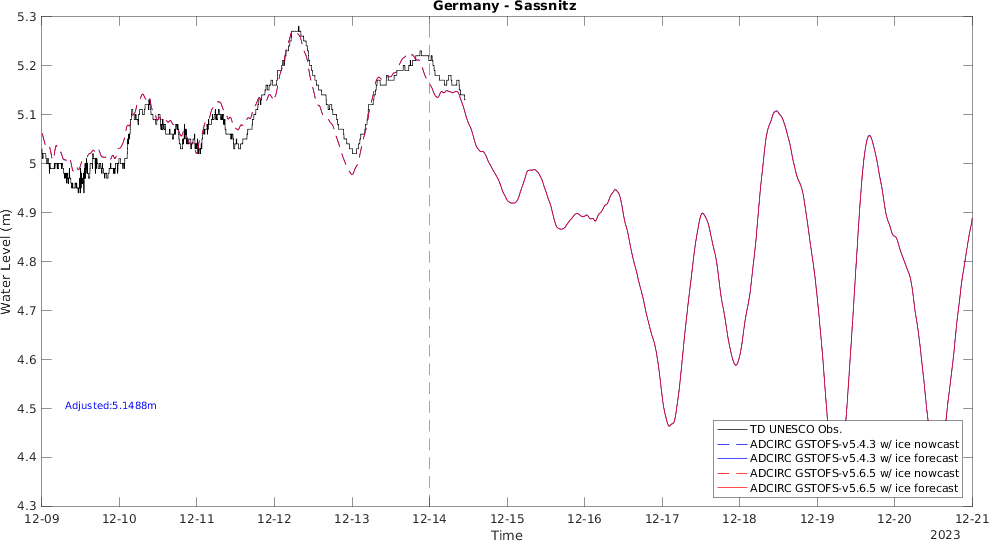 Germany - Sassnitz
5.3
5.2
5.1
5
4.9
4.8
4.7
4.6
4.5
4.4
4.3
Water Level (m)
Adjusted:5.1488m
TD UNESCO Obs.
ADCIRC GSTOFS-v5.4.3 w/ ice nowcast
ADCIRC GSTOFS-v5.4.3 w/ ice forecast
ADCIRC GSTOFS-v5.6.5 w/ ice nowcast
ADCIRC GSTOFS-v5.6.5 w/ ice forecast
12-09 12-10 12-11 12-12 12-13 12-14 12-15 12-16 12-17 12-18 12-19 12-20 12-21
Time
2023